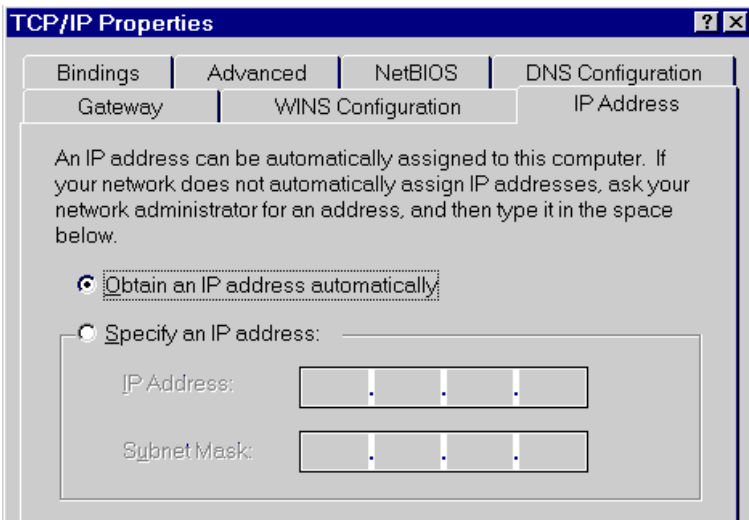 TCP/IP Properties
Bindings Advanced NetBIOS DNS Configuration
Gateway WINS Configuration IP Address
An IP address can be automatically assigned to this computer. If
your network does not automatically assign IP addresses, ask your
network administrator for an address, and then type it in the space
below.
Obtain an IP address automatically
Specify an IP address:
IP Address: . . .
Subnet Mask: . . .